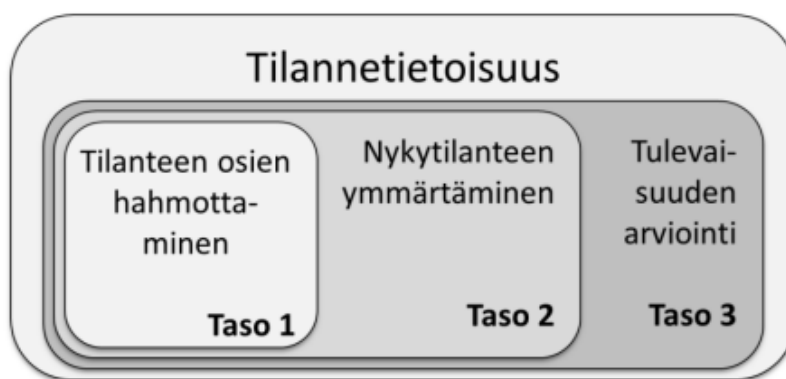 Tilannetietoisuus
Tilanteen osien
hahmotta-
minen
Taso 1
Nykytilanteen
ymmärtäminen
Taso 2
Tulevai-
suuden
arviointi
Taso 3